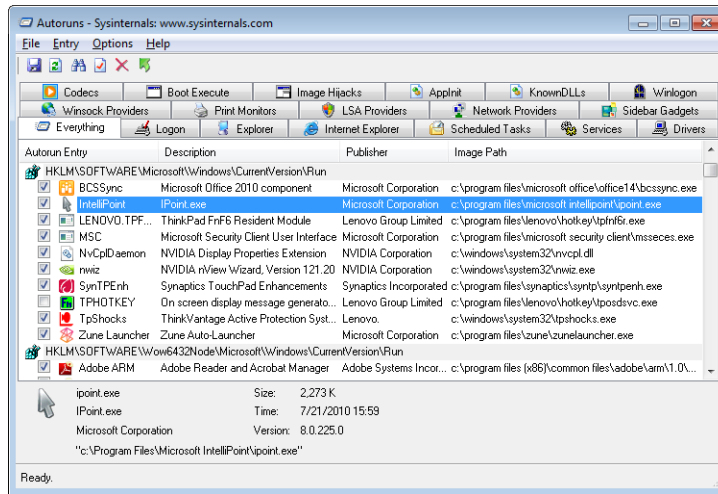 Autoruns - Sysinternals: www.sysinternals.com
File Entry Options Help
Codecs Boot Execute Image Hijacks AppInit KnownDLLs Winlogon
Winsock Providers Print Monitors LSA Providers Network Providers Sidebar Gadgets
Everything Logon Explorer Internet Explorer Scheduled Tasks Services Drivers
Autorun Entry Description Publisher Image Path
HKLM\SOFTWARE\Microsoft\Windows\CurrentVersion\Run
BCSSync Microsoft Office 2010 component Microsoft Corporation c:\program files\microsoft office\office14\bcssync.exe
IntelliPoint IPoint.exe Microsoft Corporation c:\program files\microsoft intellipoint\ipoint.exe
LENOVO.TPF... ThinkPad FnF6 Resident Module Lenovo Group Limited c:\program files\lenovo\hotkey\tpfnf6r.exe
MSC Microsoft Security Client User Interface Microsoft Corporation c:\program files\microsoft security client\msseces.exe
NvCplDaemon NVIDIA Display Properties Extension NVIDIA Corporation c:\windows\system32\nvcpl.dll
nwiz NVIDIA nView Wizard, Version 121.20 NVIDIA Corporation c:\windows\system32\nwiz.exe
SynTPEnh Synaptics TouchPad Enhancements Synaptics Incorporated c:\program files\synaptics\syntp\syntpenh.exe
TPHOTKEY On screen display message generato... Lenovo Group Limited c:\program files\lenovo\hotkey\tposdsvc.exe
TpShocks ThinkVantage Active Protection Syst... Lenovo. c:\windows\system32\tpshocks.exe
Zune Launcher Zune Auto-Launcher Microsoft Corporation c:\program files\zune\zunelauncher.exe
HKLM\SOFTWARE\Wow6432Node\Microsoft\Windows\CurrentVersion\Run
Adobe ARM Adobe Reader and Acrobat Manager Adobe Systems Incor... c:\program files (x86)\common files\adobe\arm\1.0\...
ipoint.exe Size: 2,273 K
IPoint.exe Time: 7/21/2010 15:59
Microsoft Corporation Version: 8.0.225.0
"c:\Program Files\Microsoft IntelliPoint\ipoint.exe"
Ready.